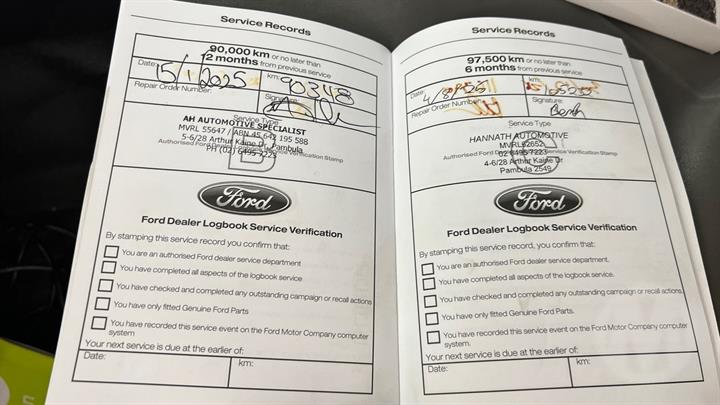 Service Records
90,000 km or no later than
12 months from previous service
Date: 5/1/2025
km: 90348
Repair Order Number:
Signature:
Service Type
B
AH AUTOMOTIVE SPECIALIST
MVRL 55647 / ABN 45 642 195 588
5-6/28 Arthur Kaine Dr, Pambula
Authorised Ford Dealer Logbook Service Verification Stamp
PH (02) 6495 7223
Ford
Ford Dealer Logbook Service Verification
By stamping this service record you confirm that:
You are an authorised Ford dealer service department
You have completed all aspects of the logbook service
You have checked and completed any outstanding campaign or recall actions
You have only fitted Genuine Ford Parts
You have recorded this service event on the Ford Motor Company computer
system
Your next service is due at the earlier of:
Date:
km:
Service Records
97,500 km or no later than
6 months from previous service
Date: 4/8/25
km:
Repair Order Number:
Signature:
Service Type
HANNATH AUTOMOTIVE
MVRL62652
Authorised Ford Service Verification Stamp
02 6495 7223
4-6/28 Arthur Kaine Dr
Pambula 2549
Ford
Ford Dealer Logbook Service Verification
By stamping this service record you confirm that:
You are an authorised Ford dealer service department.
You have completed all aspects of the logbook service.
You have checked and completed any outstanding campaign or recall actions.
You have only fitted Genuine Ford Parts.
You have recorded this service event on the Ford Motor Company computer
system.
Your next service is due at the earlier of:
Date:
km: